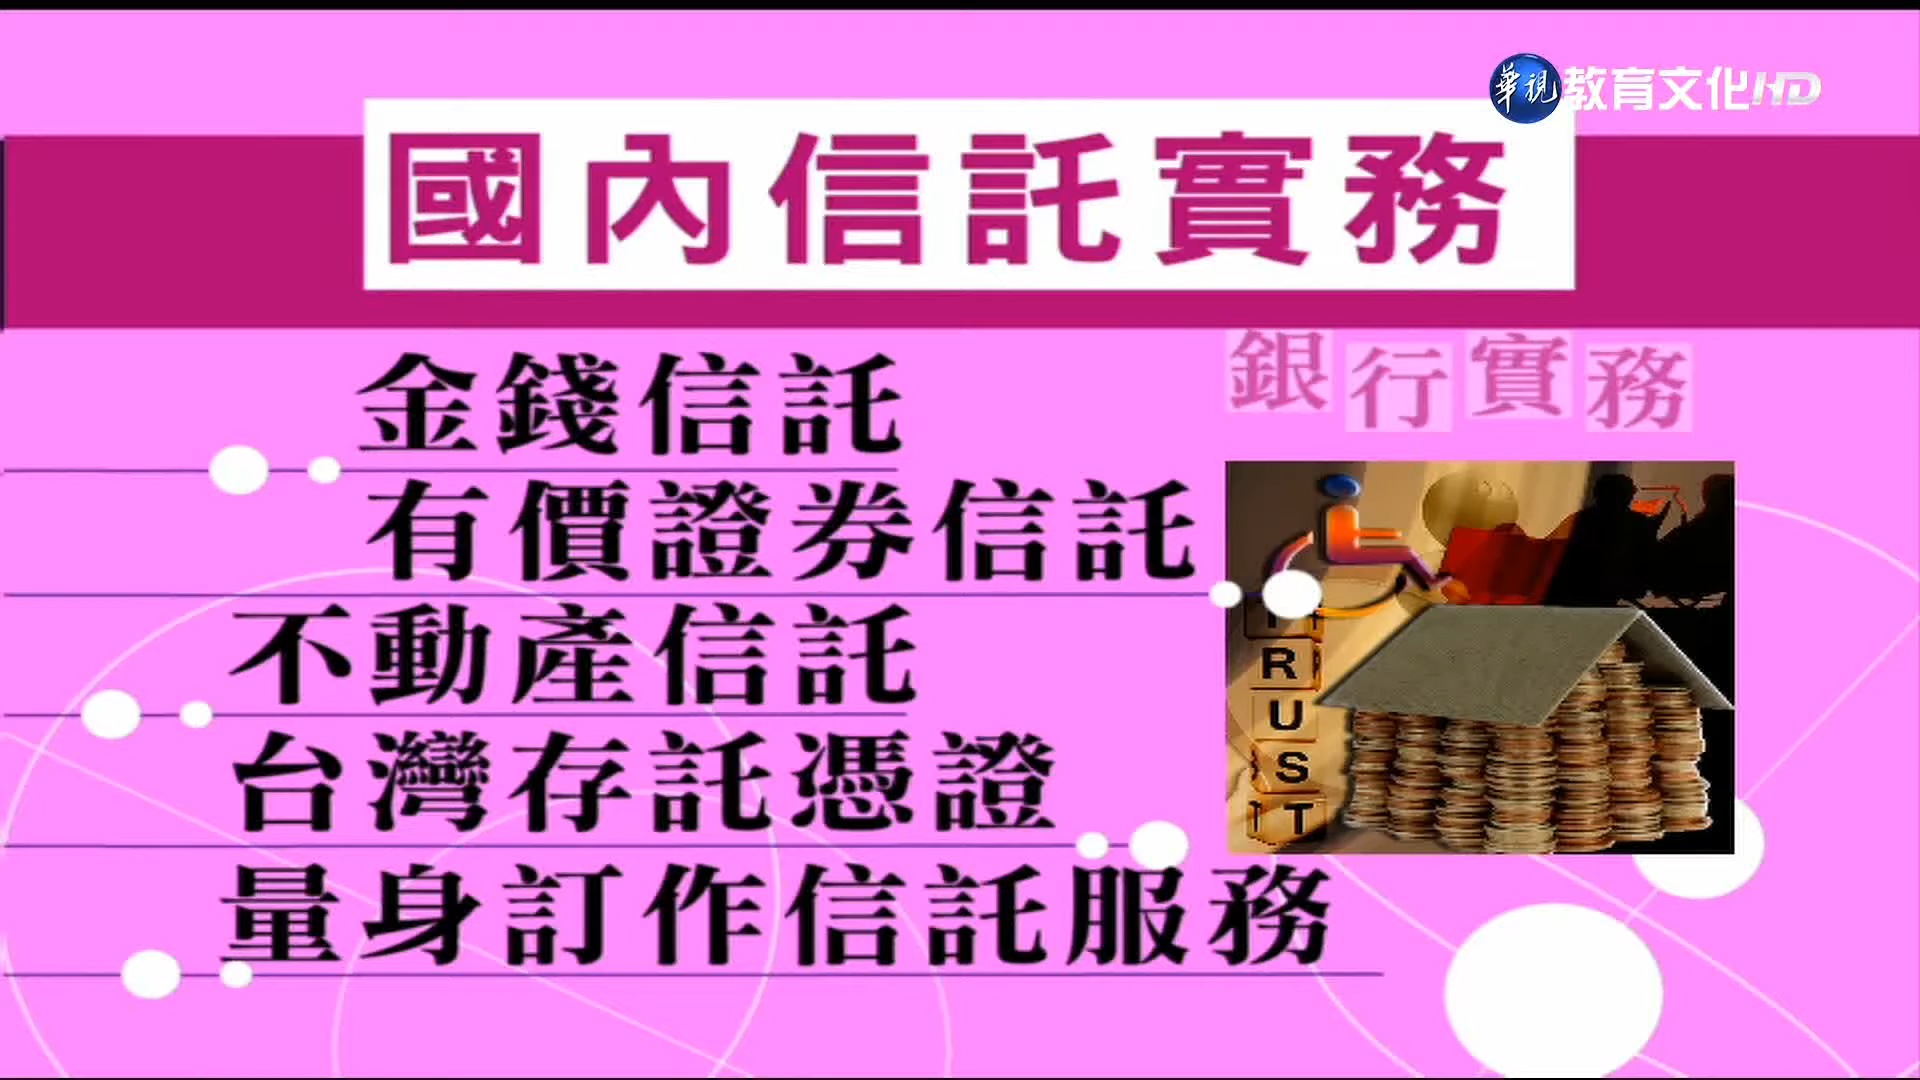 華視教育文化HD
國內信託實務
銀行實務
金錢信託
有價證券信託
不動產信託
台灣存託憑證
量身訂作信託服務
T
R
U
S
T